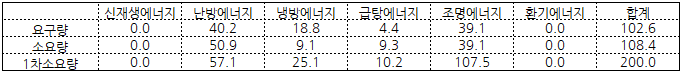 신재생에너지 난방에너지 냉방에너지 급탕에너지 조명에너지 환기에너지 합계
요구량 0.0 40.2 18.8 4.4 39.1 0.0 102.6
소요량 0.0 50.9 9.1 9.3 39.1 0.0 108.4
1차소요량 0.0 57.1 25.1 10.2 107.5 0.0 200.0